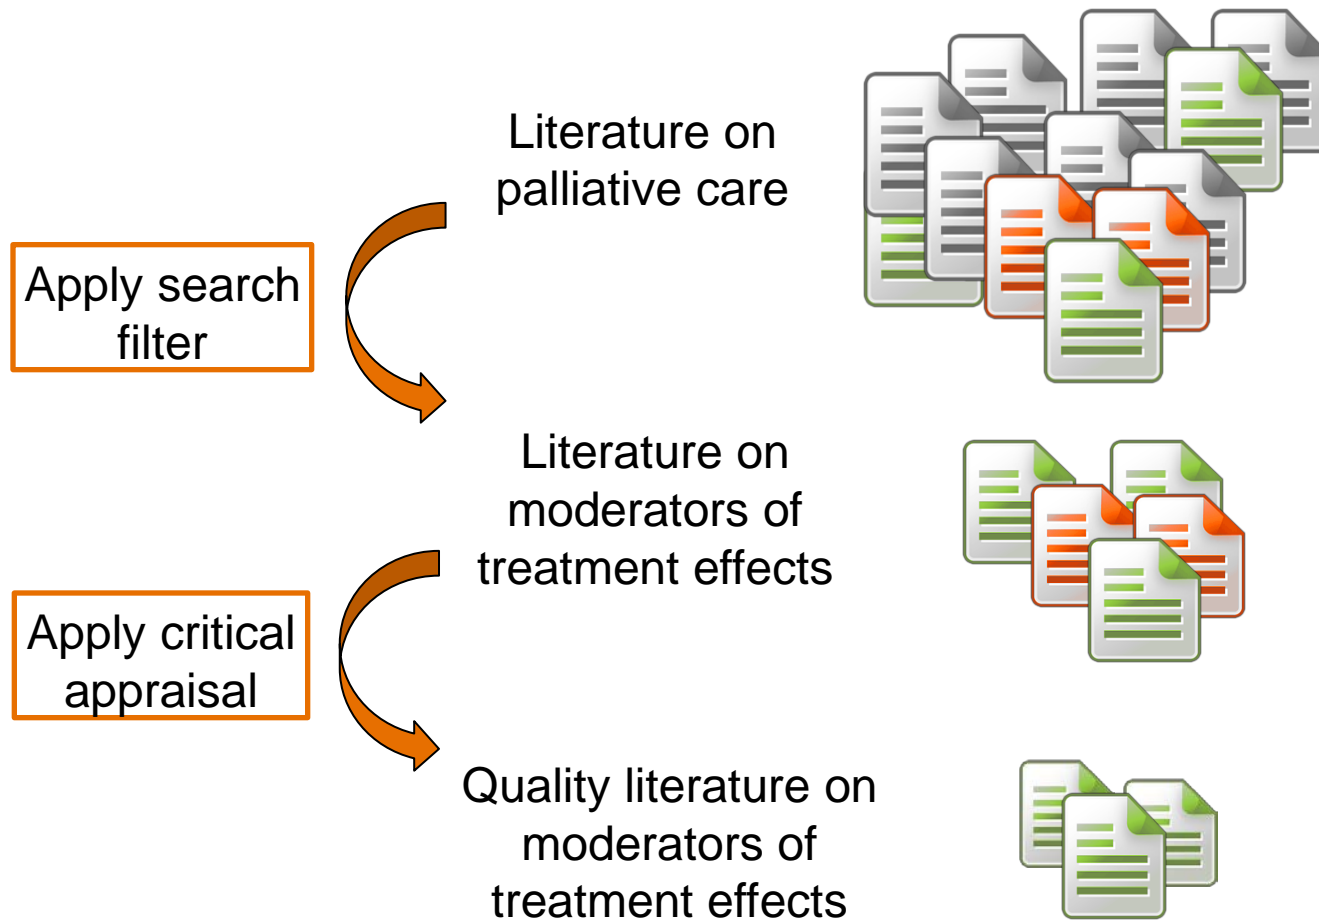 Literature on
palliative care
Apply search
filter
Literature on
moderators of
treatment effects
Apply critical
appraisal
Quality literature on
moderators of
treatment effects